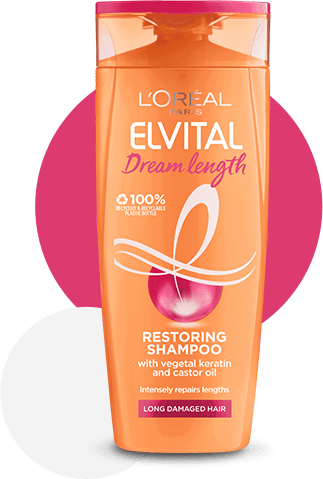 L'ORÉAL
PARIS
ELVITAL
Dream length
100%
RECYCLED & RECYCLABLE
PLASTIC BOTTLE
RESTORING
SHAMPOO
with vegetal keratin
and castor oil
Intensely repairs lengths
LONG DAMAGED HAIR